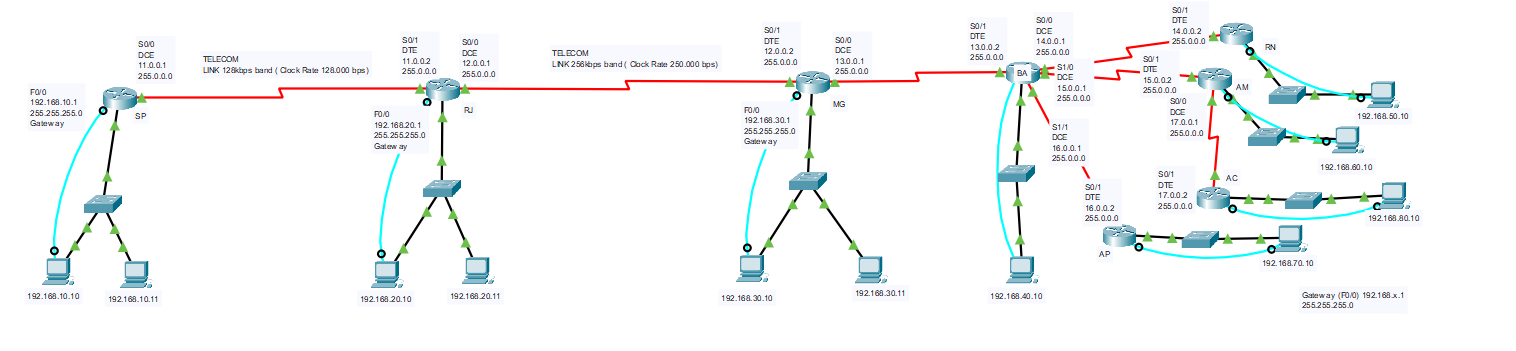 S0/0
DCE
11.0.0.1
255.0.0.0
F0/0
192.168.10.1
255.255.255.0
Gateway
SP
192.168.10.10
192.168.10.11
TELECOM
LINK 128kbps band ( Clock Rate 128.000 bps)
S0/1
DTE
11.0.0.2
255.0.0.0
S0/0
DCE
12.0.0.1
255.0.0.0
RJ
F0/0
192.168.20.1
255.255.255.0
Gateway
192.168.20.10
192.168.20.11
TELECOM
LINK 256kbps band ( Clock Rate 250.000 bps)
S0/1
DTE
12.0.0.2
255.0.0.0
S0/0
DCE
13.0.0.1
255.0.0.0
MG
F0/0
192.168.30.1
255.255.255.0
Gateway
192.168.30.10
192.168.30.11
S0/1
DTE
13.0.0.2
255.0.0.0
S0/0
DCE
14.0.0.1
255.0.0.0
BA
S1/0
DCE
15.0.0.1
255.0.0.0
S1/1
DCE
16.0.0.1
255.0.0.0
192.168.40.10
S0/1
DTE
14.0.0.2
255.0.0.0
RN
192.168.50.10
S0/1
DTE
15.0.0.2
255.0.0.0
AM
S0/0
DCE
17.0.0.1
255.0.0.0
192.168.60.10
S0/1
DTE
17.0.0.2
255.0.0.0
AC
192.168.80.10
S0/1
DTE
16.0.0.2
255.0.0.0
AP
192.168.70.10
Gateway (F0/0) 192.168.x.1
255.255.255.0